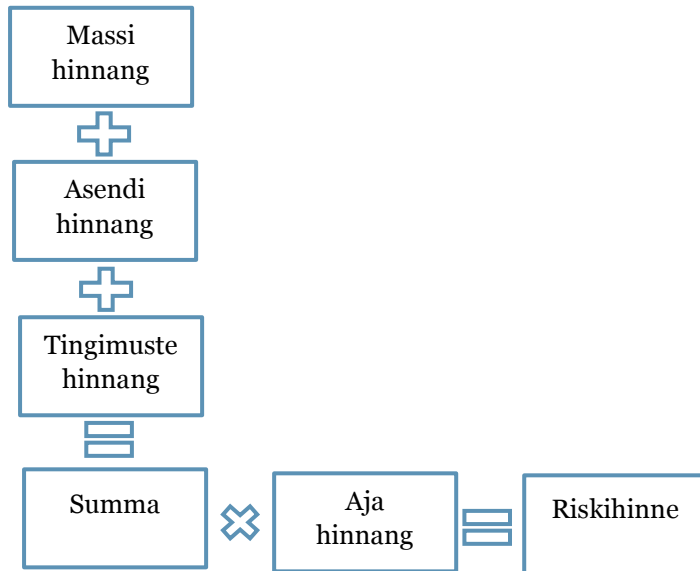 Massi
hinnang
Asendi
hinnang
Tingimuste
hinnang
Summa
Aja
hinnang
Riskihinne